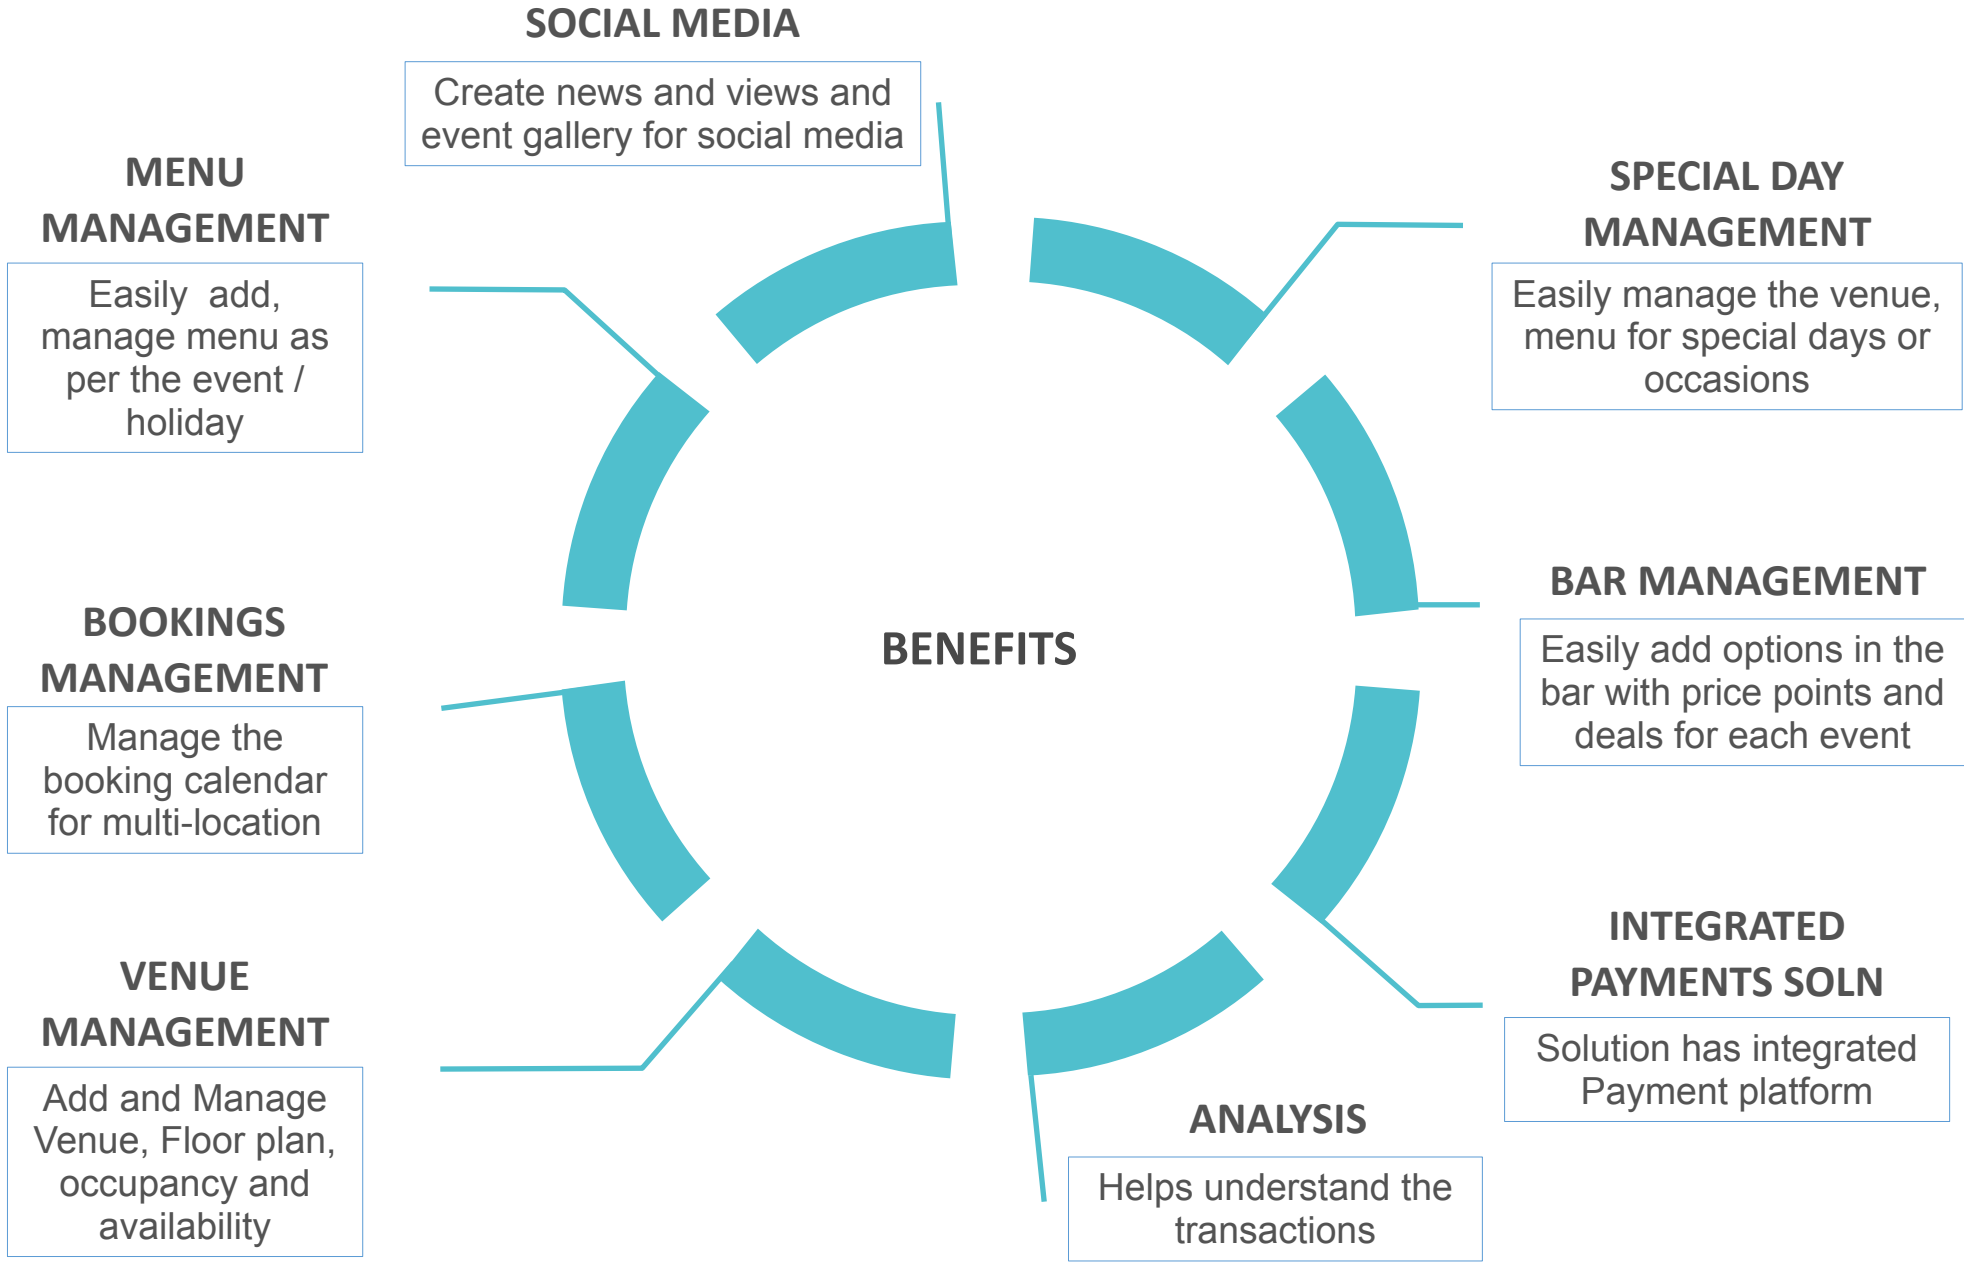 SOCIAL MEDIA
Create news and views and
event gallery for social media
MENU
MANAGEMENT
Easily  add,
manage menu as
per the event /
holiday
SPECIAL DAY
MANAGEMENT
Easily manage the venue,
menu for special days or
occasions
BENEFITS
BAR MANAGEMENT
Easily add options in the
bar with price points and
deals for each event
BOOKINGS
MANAGEMENT
Manage the
booking calendar
for multi-location
INTEGRATED
PAYMENTS SOLN
Solution has integrated
Payment platform
VENUE
MANAGEMENT
Add and Manage
Venue, Floor plan,
occupancy and
availability
ANALYSIS
Helps understand the
transactions